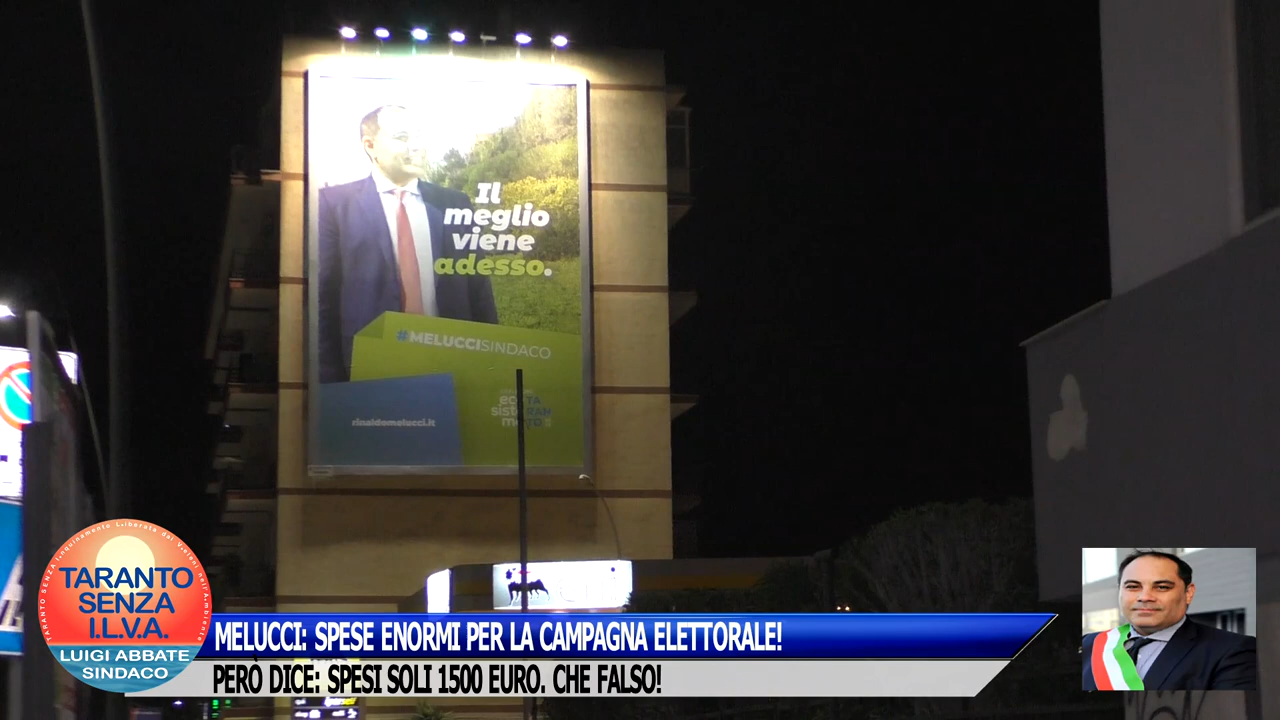 Il
meglio
viene
adesso.
#MELUCCISINDACO
rinaldomelucci.it
TARANTO
SENZA
I.L.V.A.
LUIGI ABBATE
SINDACO
MELUCCI: SPESE ENORMI PER LA CAMPAGNA ELETTORALE!
PERÒ DICE: SPESI SOLI 1500 EURO. CHE FALSO!